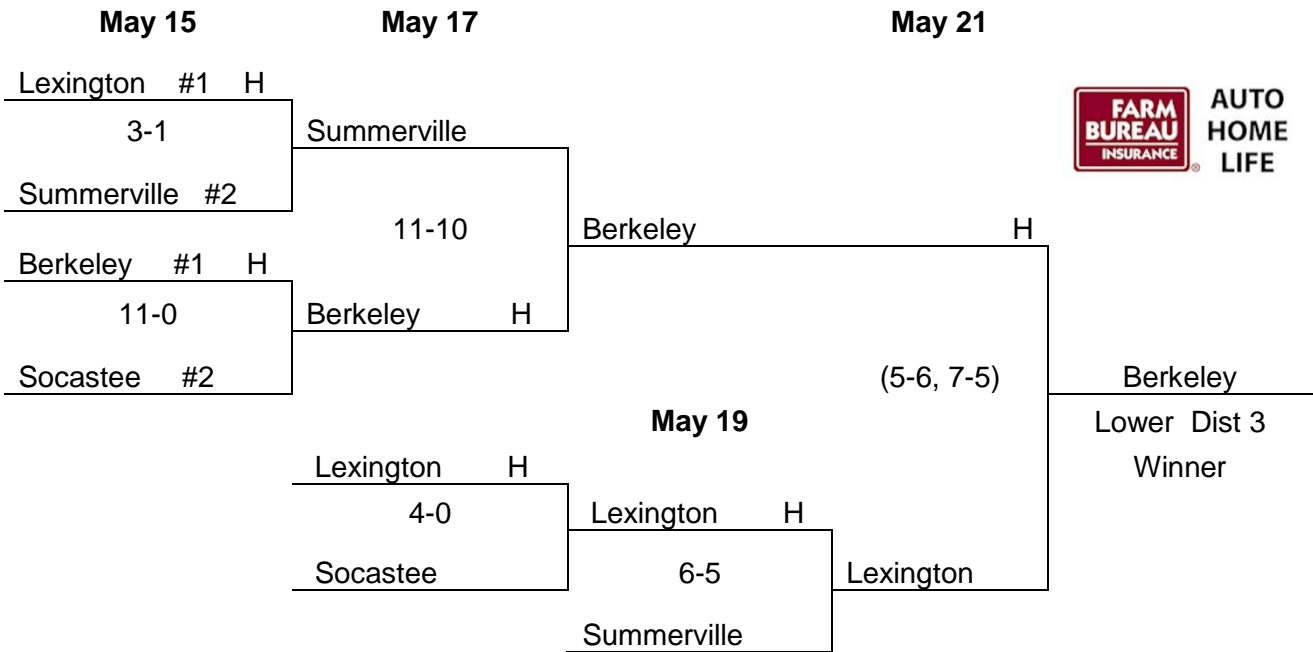 May 15 May 17 May 21
Lexington #1 H
FARM BUREAU INSURANCE ®
AUTO HOME LIFE
3-1 Summerville
Summerville #2
11-10 Berkeley H
Berkeley #1 H
11-0 Berkeley H
Socastee #2 (5-6, 7-5) Berkeley
May 19 Lower Dist 3
Lexington H Winner
4-0 Lexington H
Socastee 6-5 Lexington
Summerville